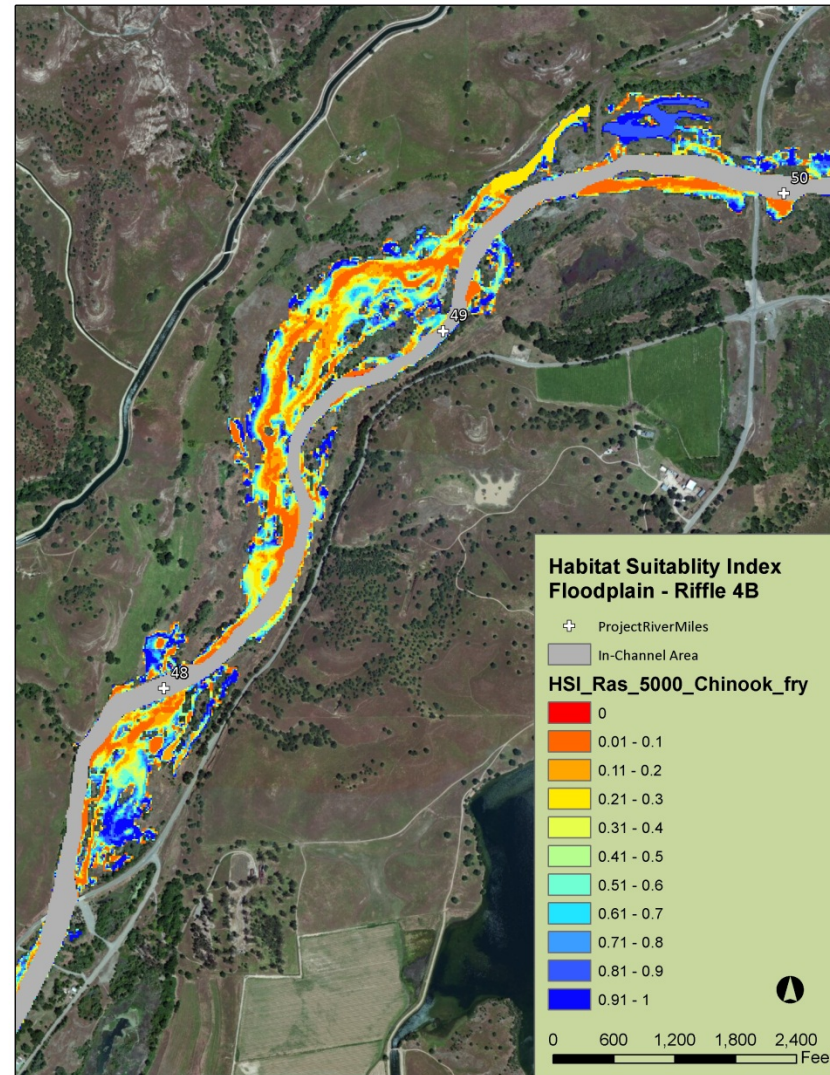 50
49
48
Habitat Suitablity Index
Floodplain - Riffle 4B
ProjectRiverMiles
In-Channel Area
HSI_Ras_5000_Chinook_fry
0
0.01 - 0.1
0.11 - 0.2
0.21 - 0.3
0.31 - 0.4
0.41 - 0.5
0.51 - 0.6
0.61 - 0.7
0.71 - 0.8
0.81 - 0.9
0.91 - 1
0 600 1,200 1,800 2,400
Fee